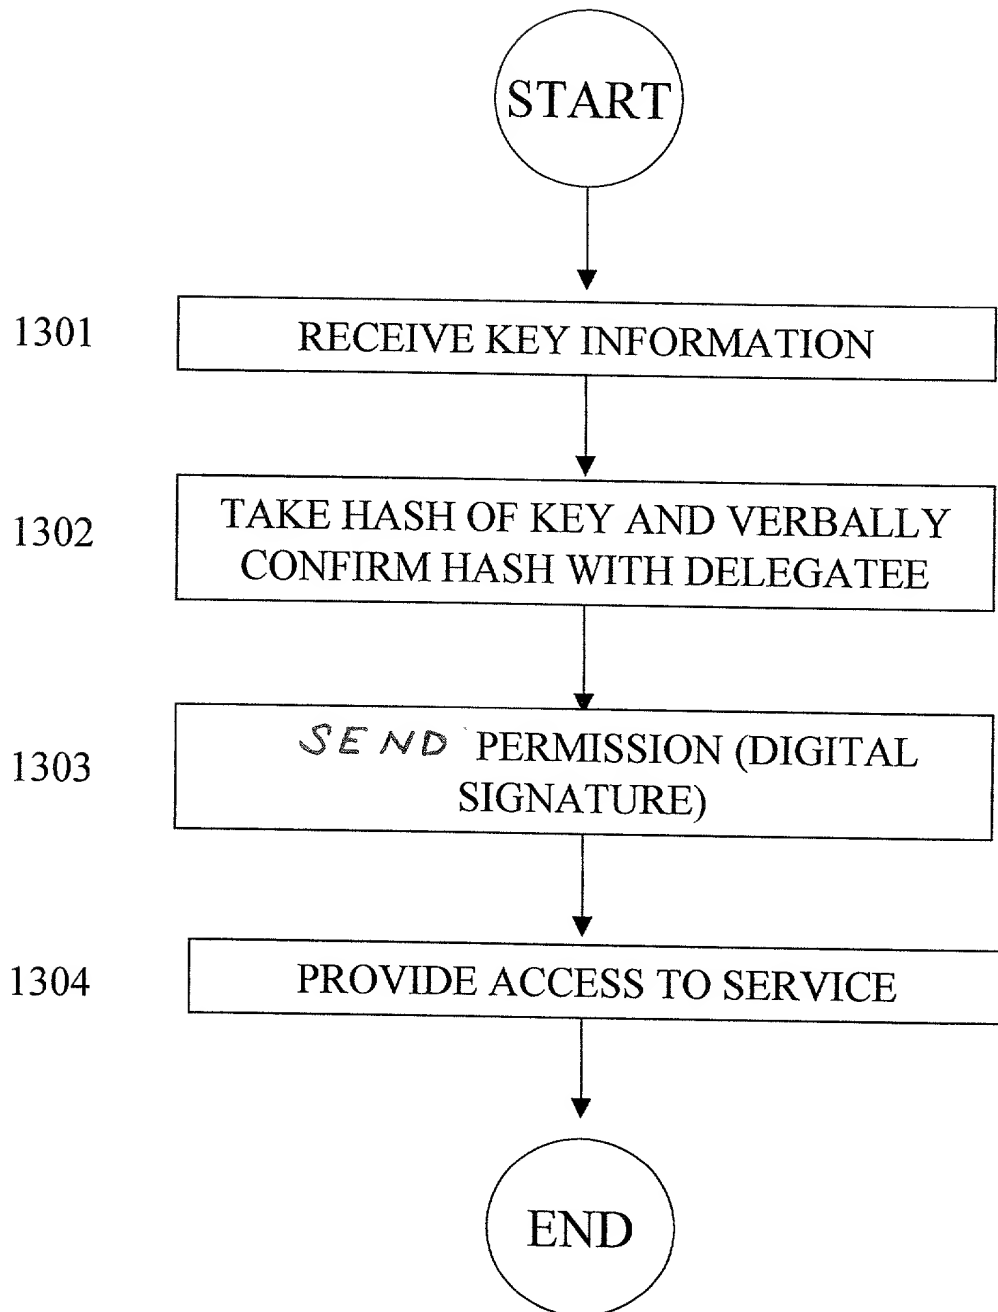 START
1301
RECEIVE KEY INFORMATION
1302
TAKE HASH OF KEY AND VERBALLY
CONFIRM HASH WITH DELEGATEE
1303
SEND PERMISSION (DIGITAL
SIGNATURE)
1304
PROVIDE ACCESS TO SERVICE
END